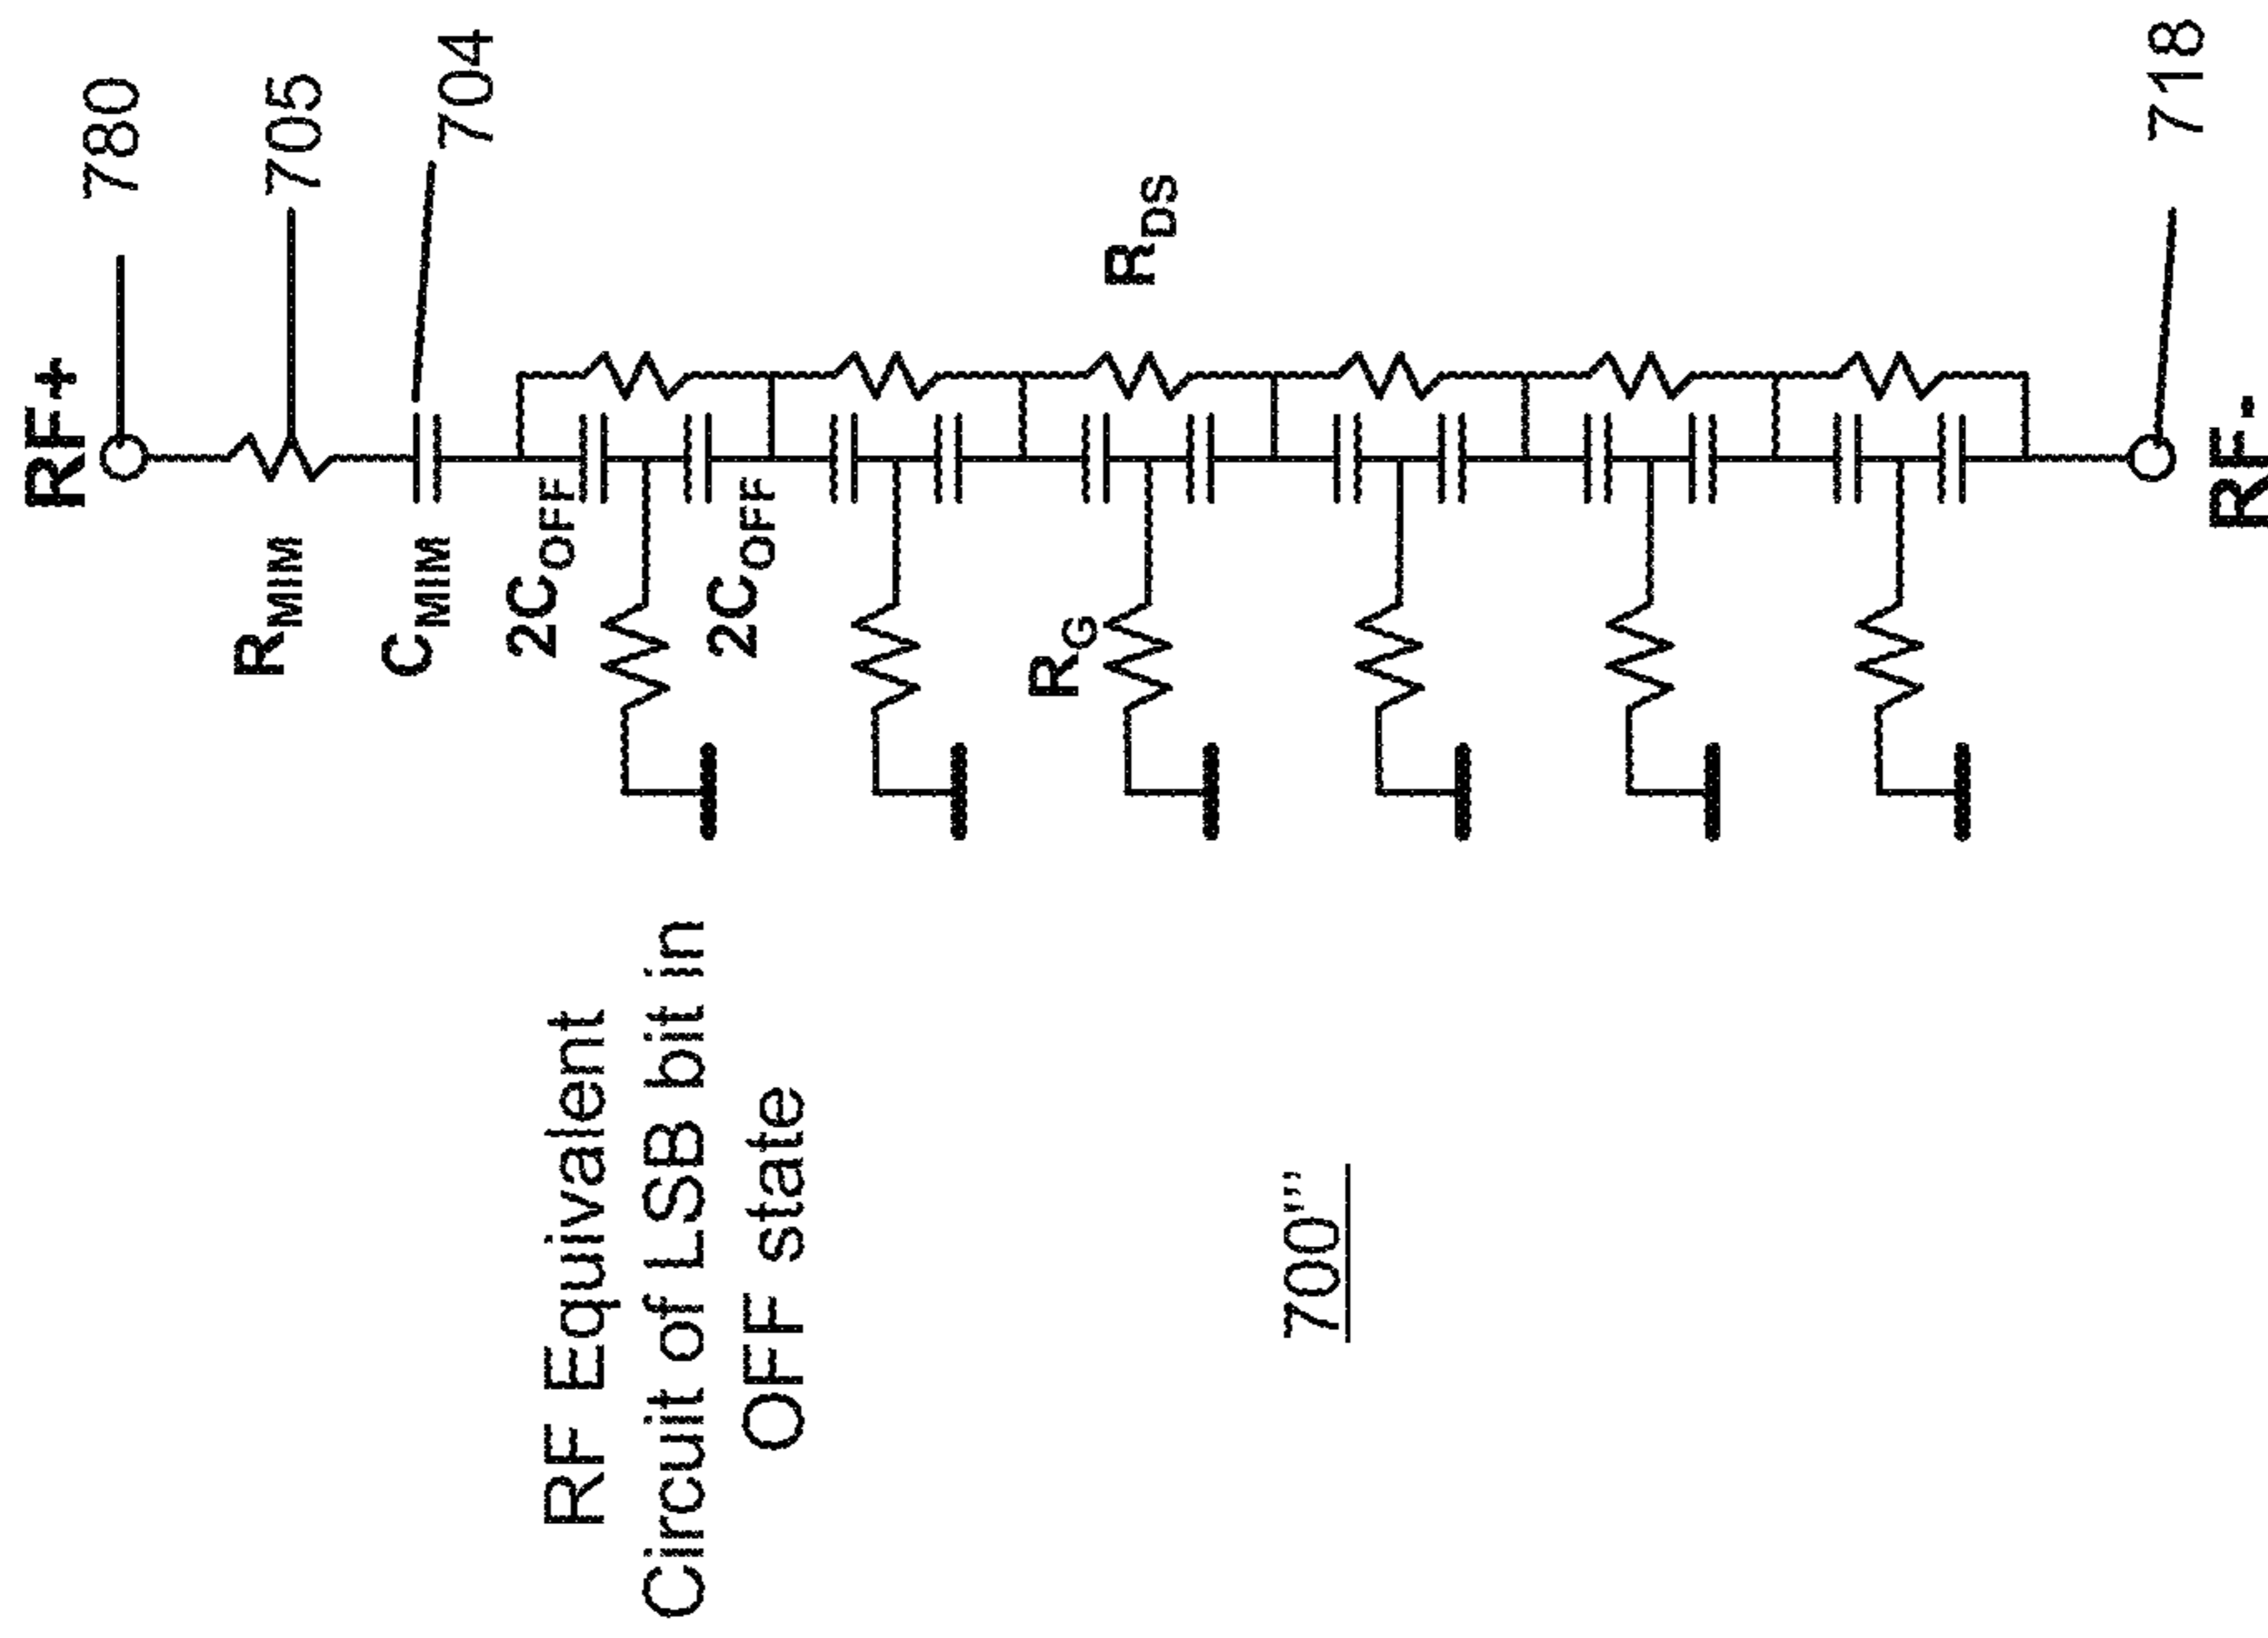 RF+
780
R_MIM
705
C_MIM
704
2C_OFF
2C_OFF
R_G
R_DS
718
RF-
RF Equivalent
Circuit of LSB bit in
OFF state
700'''